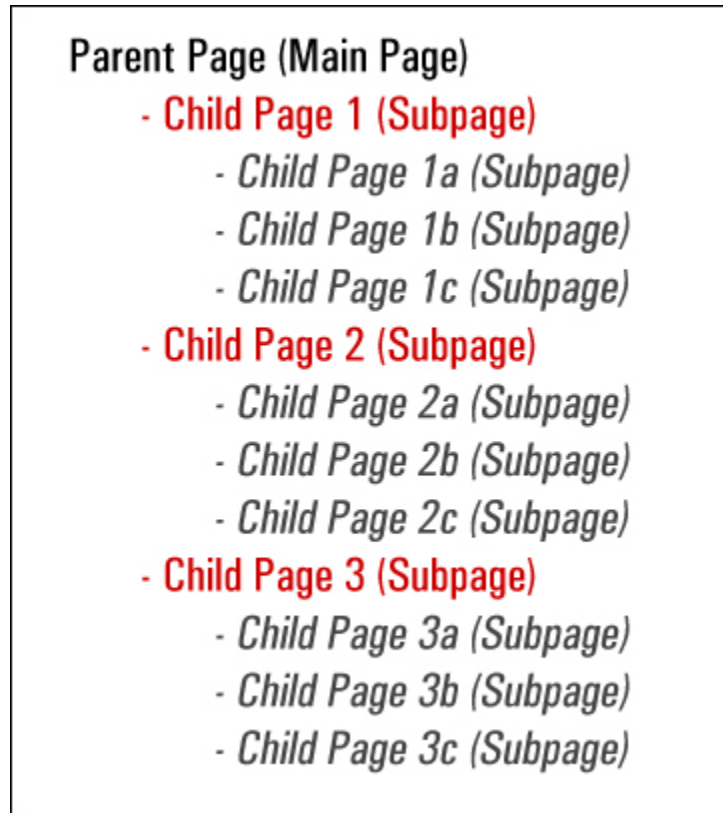 Parent Page (Main Page)
- Child Page 1 (Subpage)
- Child Page 1a (Subpage)
- Child Page 1b (Subpage)
- Child Page 1c (Subpage)
- Child Page 2 (Subpage)
- Child Page 2a (Subpage)
- Child Page 2b (Subpage)
- Child Page 2c (Subpage)
- Child Page 3 (Subpage)
- Child Page 3a (Subpage)
- Child Page 3b (Subpage)
- Child Page 3c (Subpage)